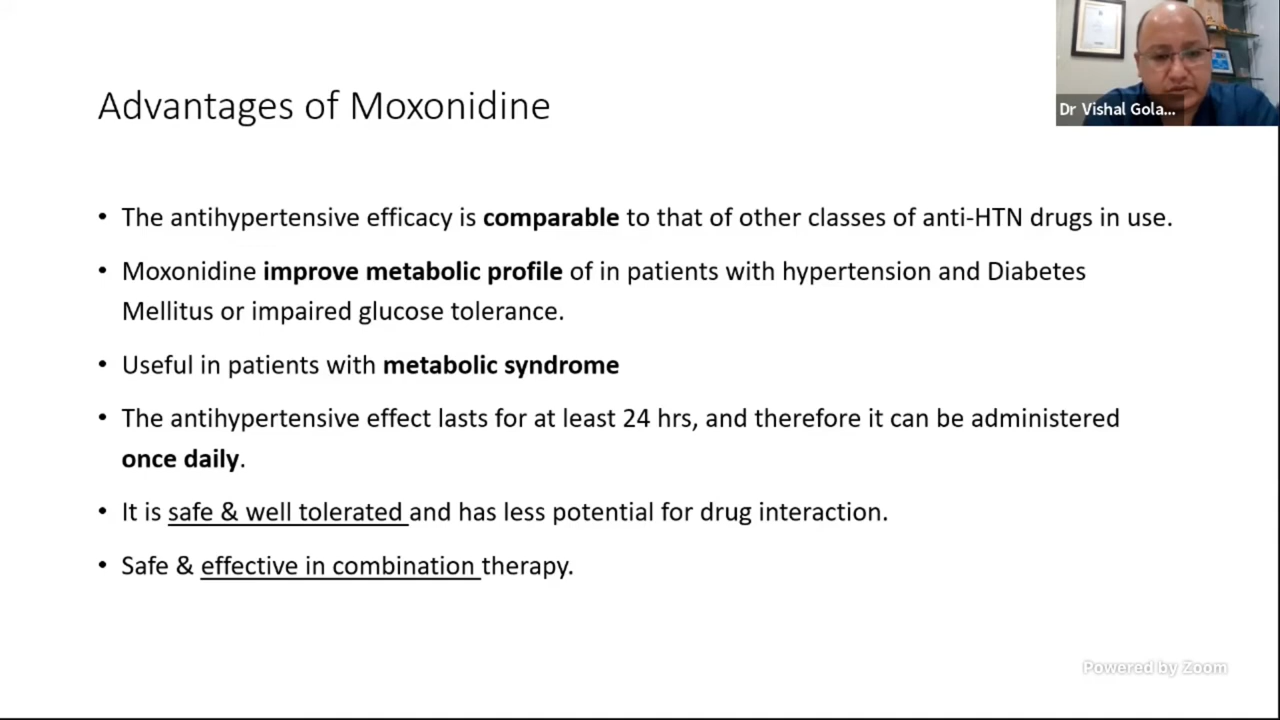 Advantages of Moxonidine
Dr Vishal Gola...
• The antihypertensive efficacy is comparable to that of other classes of anti-HTN drugs in use.
• Moxonidine improve metabolic profile of in patients with hypertension and Diabetes
Mellitus or impaired glucose tolerance.
• Useful in patients with metabolic syndrome
• The antihypertensive effect lasts for at least 24 hrs, and therefore it can be administered
once daily.
• It is safe & well tolerated and has less potential for drug interaction.
• Safe & effective in combination therapy.
Powered by Zoom